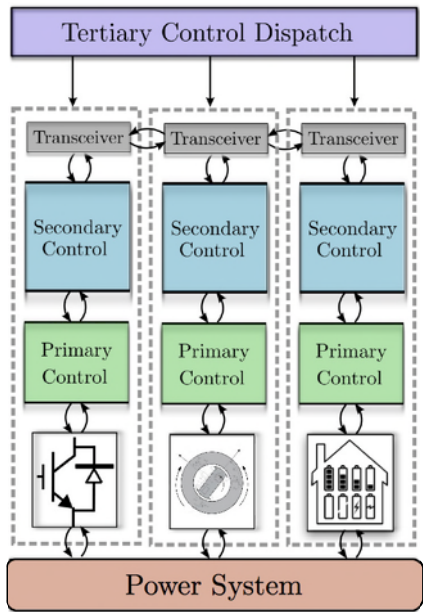 Tertiary Control Dispatch
Transceiver
Transceiver
Transceiver
Secondary
Control
Secondary
Control
Secondary
Control
Primary
Control
Primary
Control
Primary
Control
Power System